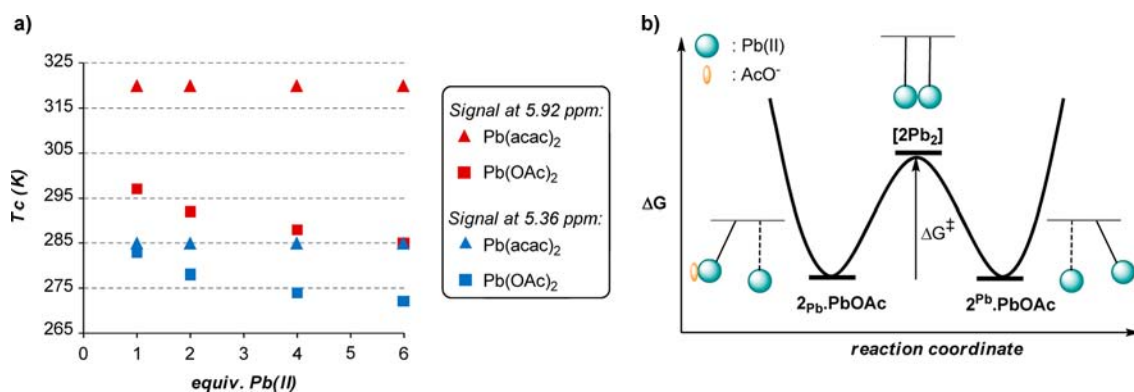 a)
325
315
305
295
285
275
265
Tc (K)
0
1
2
3
4
5
6
equiv. Pb(II)
Signal at 5.92 ppm:
Pb(acac)₂
Pb(OAc)₂
Signal at 5.36 ppm:
Pb(acac)₂
Pb(OAc)₂
b)
: Pb(II)
: AcO⁻
[2Pb₂]
ΔG
ΔG‡
2Pb.PbOAc
2ᴾᵇ.PbOAc
reaction coordinate